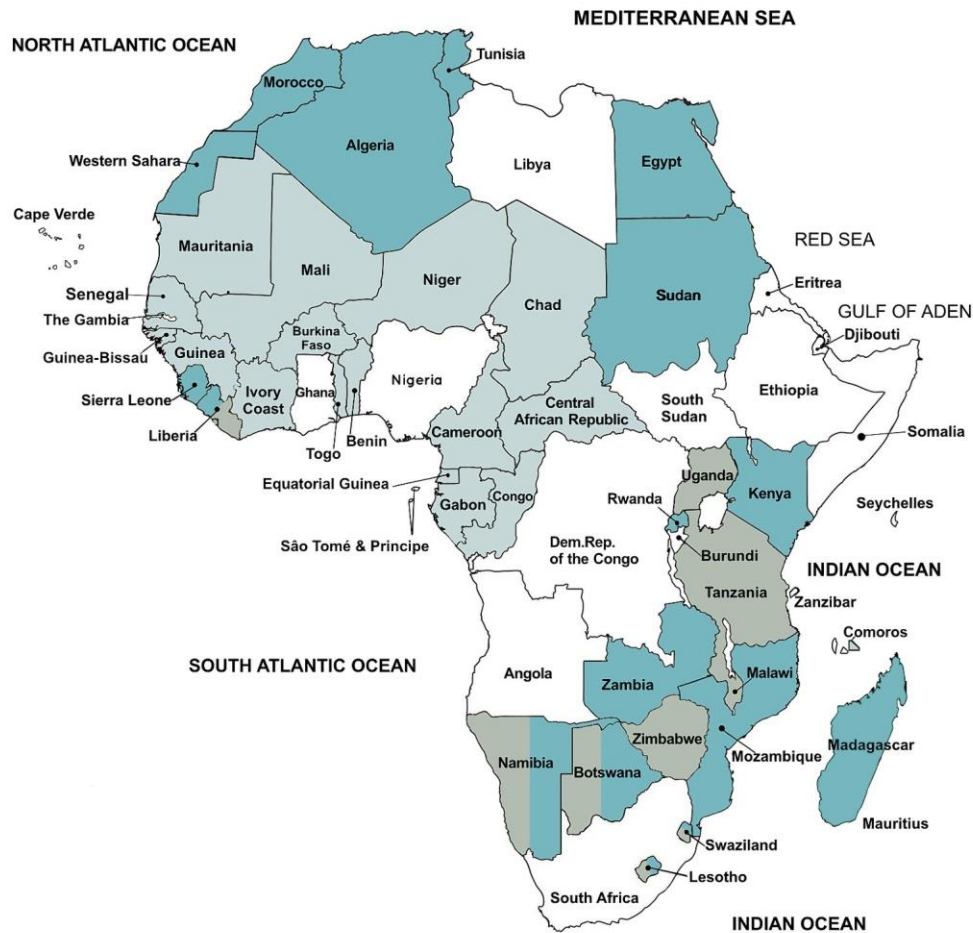 MEDITERRANEAN SEA
NORTH ATLANTIC OCEAN
Tunisia
Morocco
Algeria
Libya
Egypt
Western Sahara
Cape Verde
RED SEA
Mauritania
Mali
Niger
Chad
Sudan
Eritrea
Senegal
The Gambia
GULF OF ADEN
Djibouti
Guinea-Bissau
Guinea
Burkina
Faso
Nigeria
Ethiopia
Sierra Leone
Ivory
Coast
Ghana
South
Sudan
Central
African Republic
Liberia
Togo
Benin
Cameroon
Somalia
Equatorial Guinea
Uganda
Kenya
Gabon
Congo
Rwanda
Seychelles
Sâo Tomé & Principe
Dem.Rep.
of the Congo
Burundi
INDIAN OCEAN
Tanzania
Zanzibar
Comoros
SOUTH ATLANTIC OCEAN
Angola
Zambia
Malawi
Zimbabwe
Mozambique
Madagascar
Namibia
Botswana
Mauritius
Swaziland
Lesotho
South Africa
INDIAN OCEAN